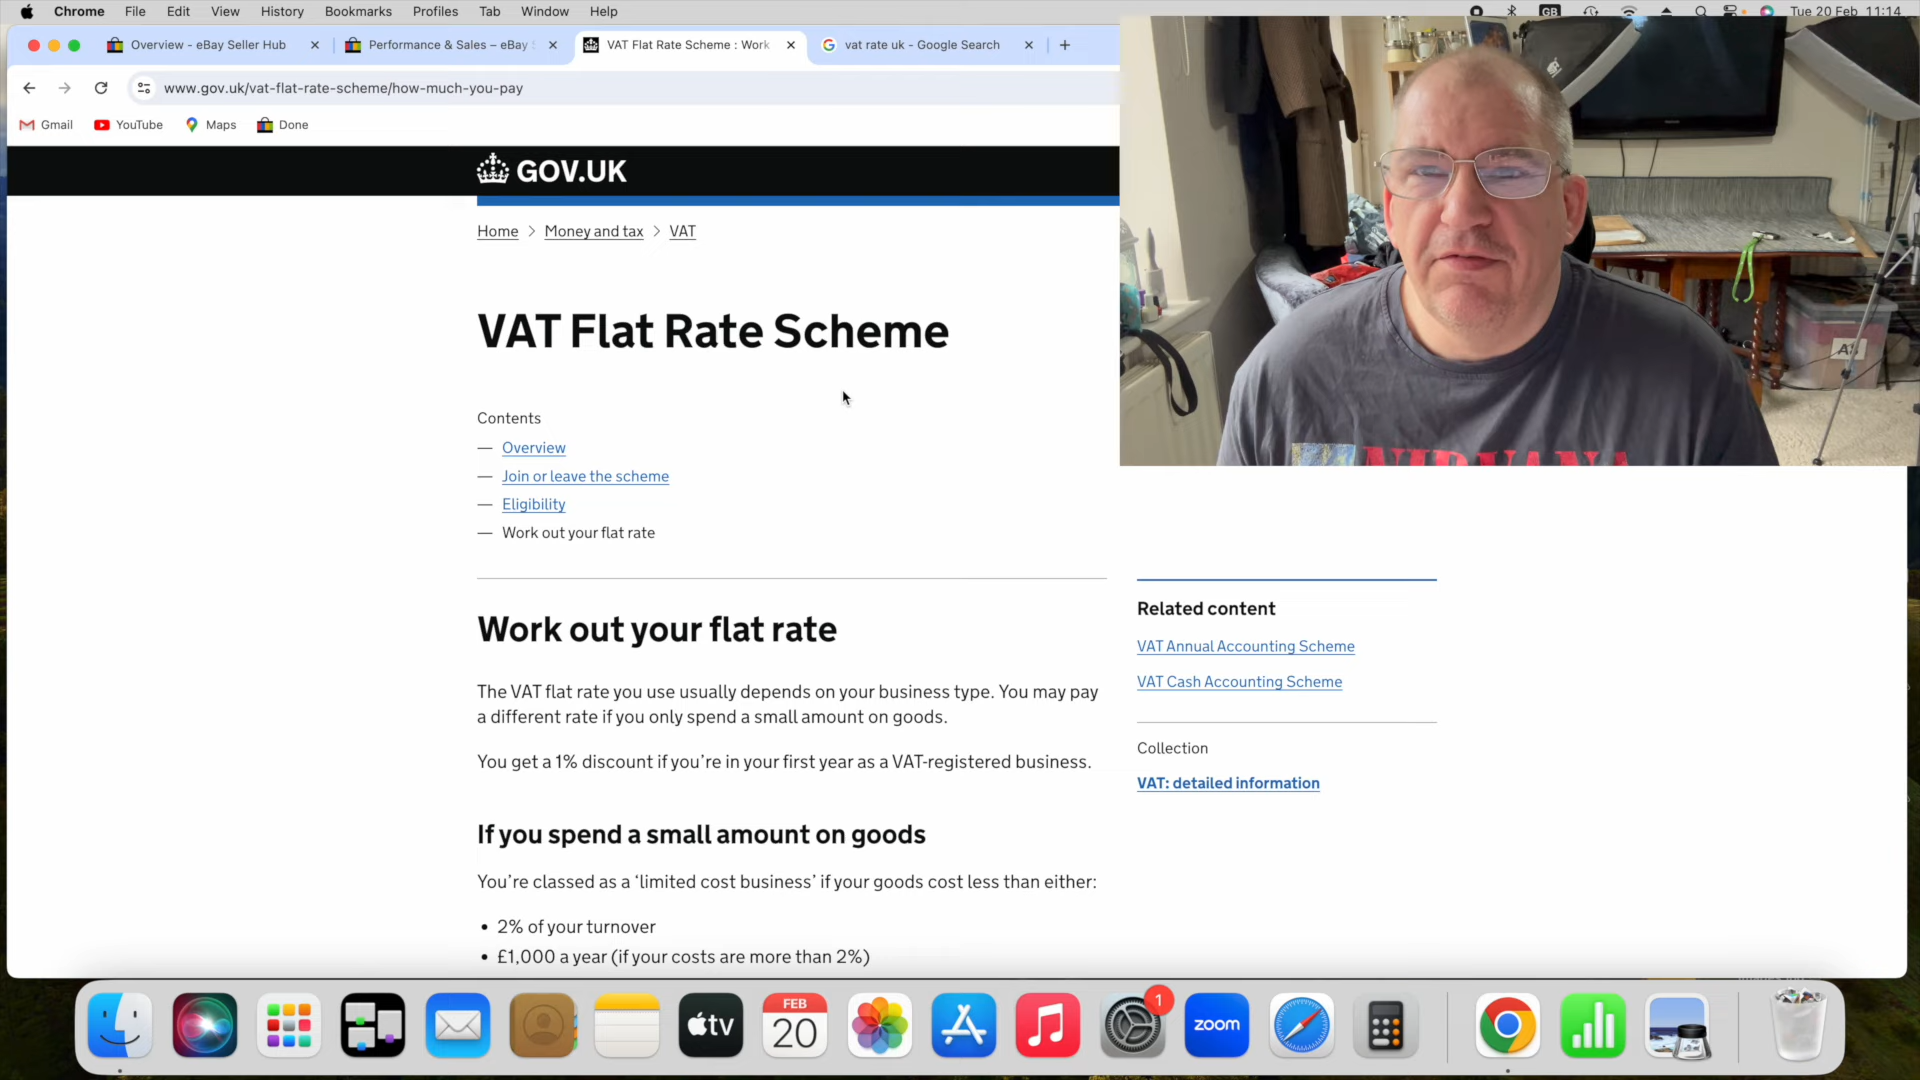 Chrome File Edit View History Bookmarks Profiles Tab Window Help
GB
Tue 20 Feb 11:14
Overview - eBay Seller Hub
Performance & Sales – eBay
VAT Flat Rate Scheme : Work
vat rate uk - Google Search
www.gov.uk/vat-flat-rate-scheme/how-much-you-pay
Gmail YouTube Maps Done
GOV.UK
Home > Money and tax > VAT
VAT Flat Rate Scheme
Contents
— Overview
— Join or leave the scheme
— Eligibility
— Work out your flat rate
Work out your flat rate
The VAT flat rate you use usually depends on your business type. You may pay
a different rate if you only spend a small amount on goods.
You get a 1% discount if you’re in your first year as a VAT-registered business.
If you spend a small amount on goods
You’re classed as a ‘limited cost business’ if your goods cost less than either:
• 2% of your turnover
• £1,000 a year (if your costs are more than 2%)
Related content
VAT Annual Accounting Scheme
VAT Cash Accounting Scheme
Collection
VAT: detailed information
NIRVANA
tv
FEB
20
1
zoom